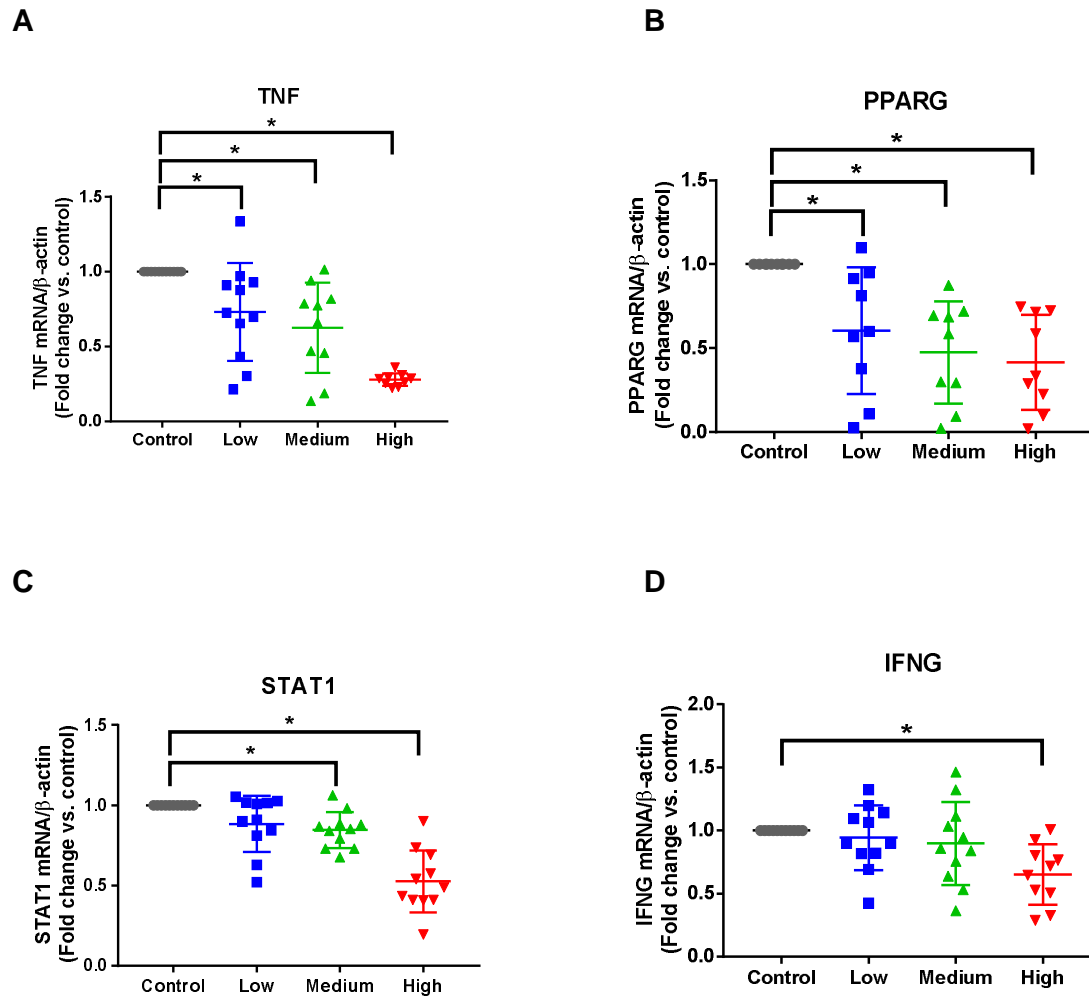 A
TNF
*
*
*
TNF mRNA/β-actin
(Fold change vs. control)
1.5
1.0
0.5
0.0
Control Low Medium High
B
PPARG
*
*
*
PPARG mRNA/β-actin
(Fold change vs. control)
1.5
1.0
0.5
0.0
Control Low Medium High
C
STAT1
*
*
STAT1 mRNA/β-actin
(Fold change vs. control)
1.5
1.0
0.5
0.0
Control Low Medium High
D
IFNG
*
IFNG mRNA/β-actin
(Fold change vs. control)
2.0
1.5
1.0
0.5
0.0
Control Low Medium High